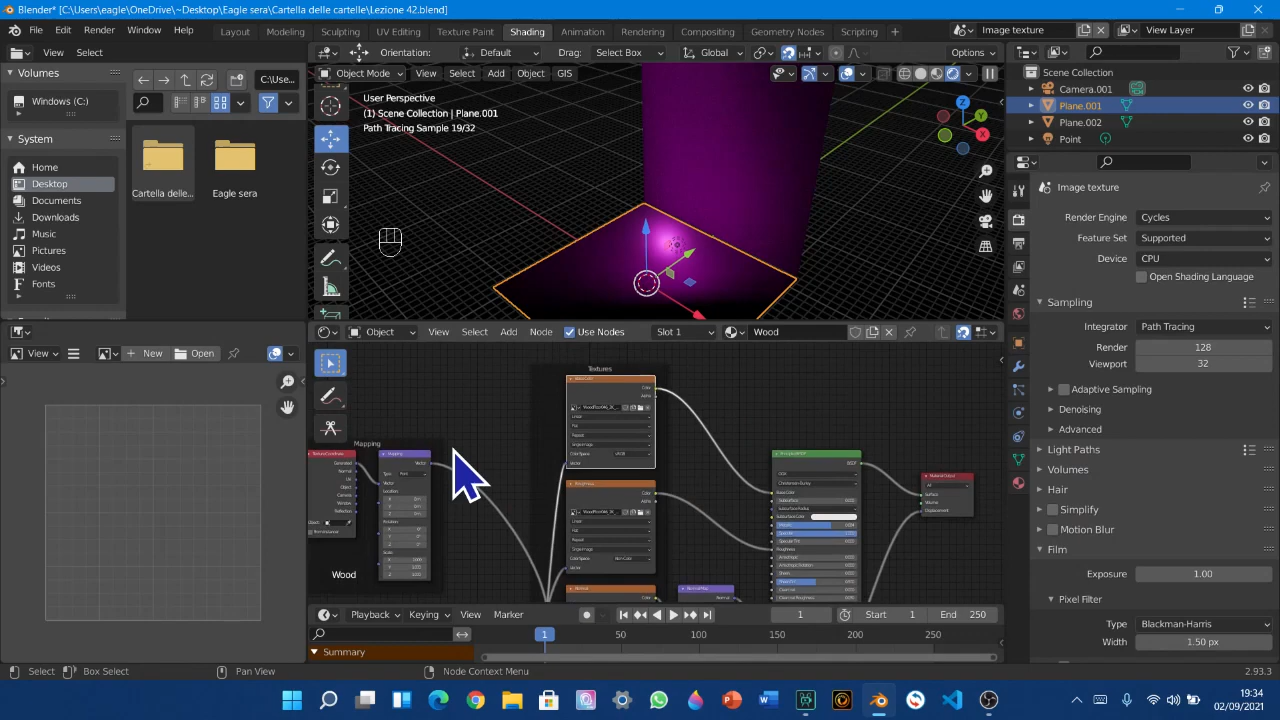 Blender* [C:\Users\eagle\OneDrive\~Desktop\Eagle sera\Cartella delle cartelle\Lezione 42.blend]
File Edit Render Window Help
Layout Modeling Sculpting UV Editing Texture Paint Shading Animation Rendering Compositing Geometry Nodes Scripting
Image texture
View Layer
View Select
Orientation: Default Drag: Select Box Global Options
Volumes
Windows (C:)
System
Home
Desktop
Downloads
Documents
Music
Pictures
Videos
Fonts
C:\Use...
Cartella delle... Eagle sera
Object Mode View Select Add Object GIS
User Perspective
(1) Scene Collection | Plane.001
Path Tracing Sample 19/32
Scene Collection
Camera.001
Plane.001
Plane.002
Point
Image texture
Render Engine Cycles
Feature Set Supported
Device CPU
Open Shading Language
Sampling
Integrator Path Tracing
Render 128
Viewport 32
Adaptive Sampling
Denoising
Advanced
Light Paths
Volumes
Hair
Simplify
Motion Blur
Film
Exposure 1.00
Pixel Filter
Type Blackman-Harris
Width 1.50 px
View New Open
Object View Select Add Node Use Nodes Slot 1 Wood
Textures
Mapping
Mapping
Wood
Playback Keying View Marker 1 Start 1 End 250
1 50 100 150 200 250
Summary
Select Box Select Pan View Node Context Menu 2.93.3
19:34
02/09/2021